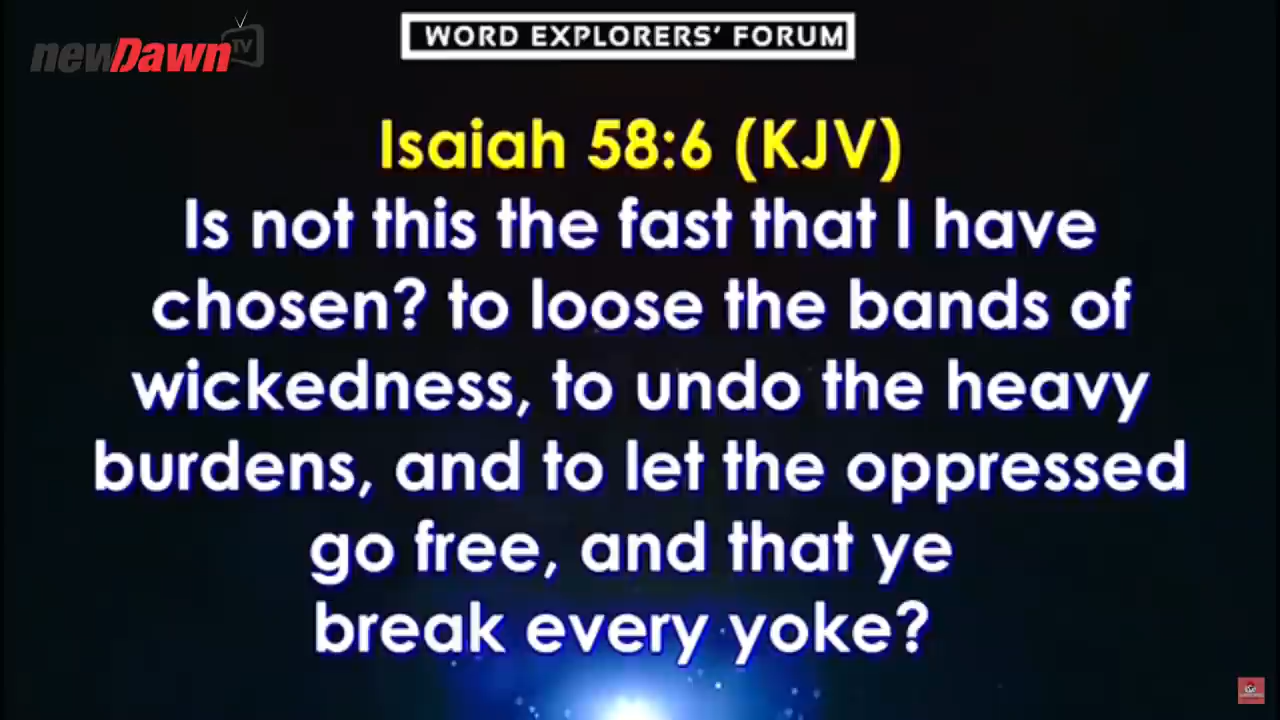 newDawn TV
WORD EXPLORERS' FORUM
Isaiah 58:6 (KJV)
Is not this the fast that I have
chosen? to loose the bands of
wickedness, to undo the heavy
burdens, and to let the oppressed
go free, and that ye
break every yoke?